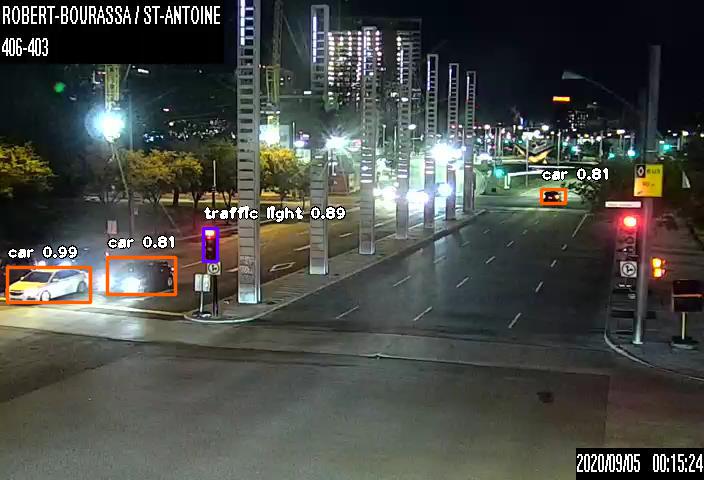 ROBERT-BOURASSA / ST-ANTOINE
406-403
car 0.81
traffic light 0.89
car 0.99
car 0.81
2020/09/05 00:15:24